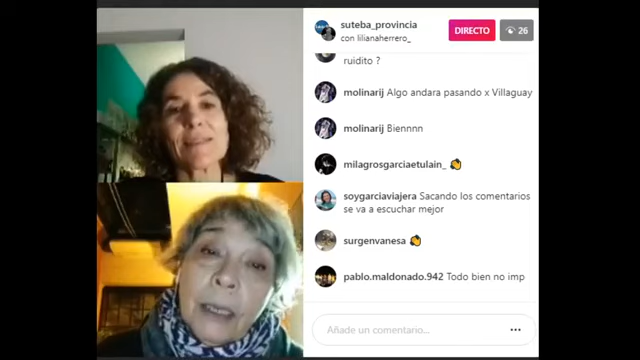 suteba_provincia
con lilianaherrero_
DIRECTO
26
ruidito ?
molinarij Algo andara pasando x Villaguay
molinarij Biennnn
milagrosgarciaetulain_
soygarciaviajera Sacando los comentarios
se va a escuchar mejor
surgenvanesa
pablo.maldonado.942 Todo bien no imp
Añade un comentario...